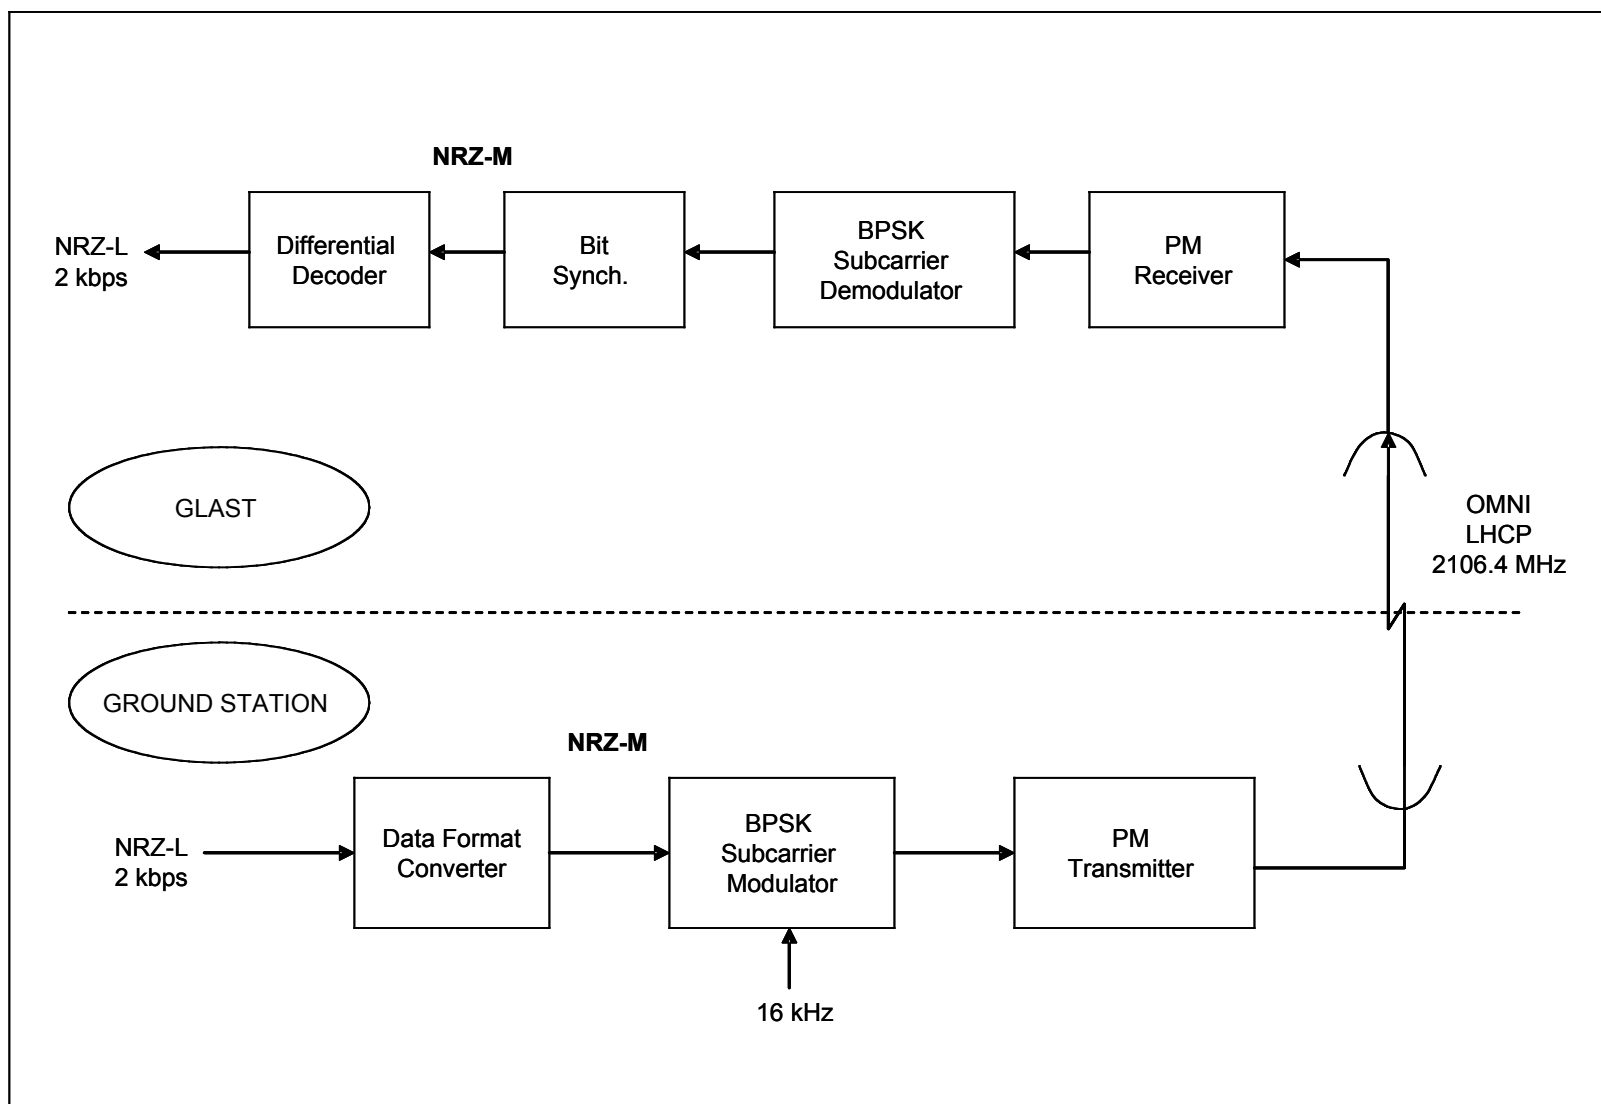 NRZ-M
NRZ-L
2 kbps
Differential
Decoder
Bit
Synch.
BPSK
Subcarrier
Demodulator
PM
Receiver
GLAST
OMNI
LHCP
2106.4 MHz
GROUND STATION
NRZ-M
NRZ-L
2 kbps
Data Format
Converter
BPSK
Subcarrier
Modulator
PM
Transmitter
16 kHz